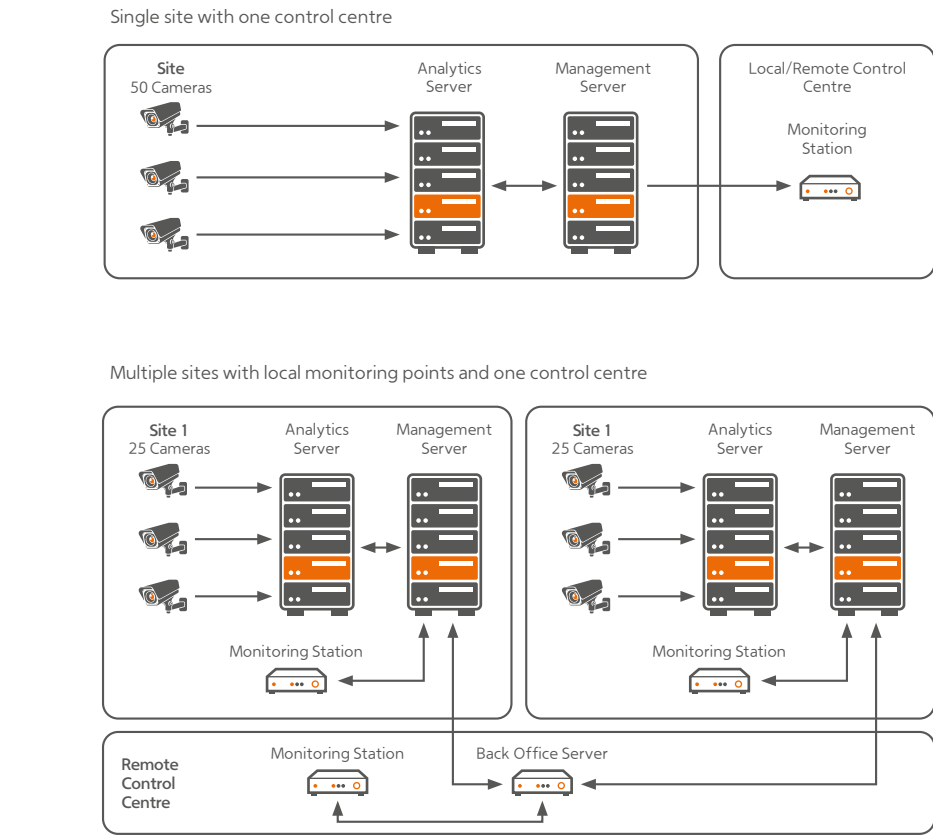 Single site with one control centre
Site
50 Cameras
Analytics
Server
Management
Server
Local/Remote Control
Centre
Monitoring
Station
Multiple sites with local monitoring points and one control centre
Site 1
25 Cameras
Analytics
Server
Management
Server
Monitoring Station
Site 1
25 Cameras
Analytics
Server
Management
Server
Monitoring Station
Remote
Control
Centre
Monitoring Station
Back Office Server